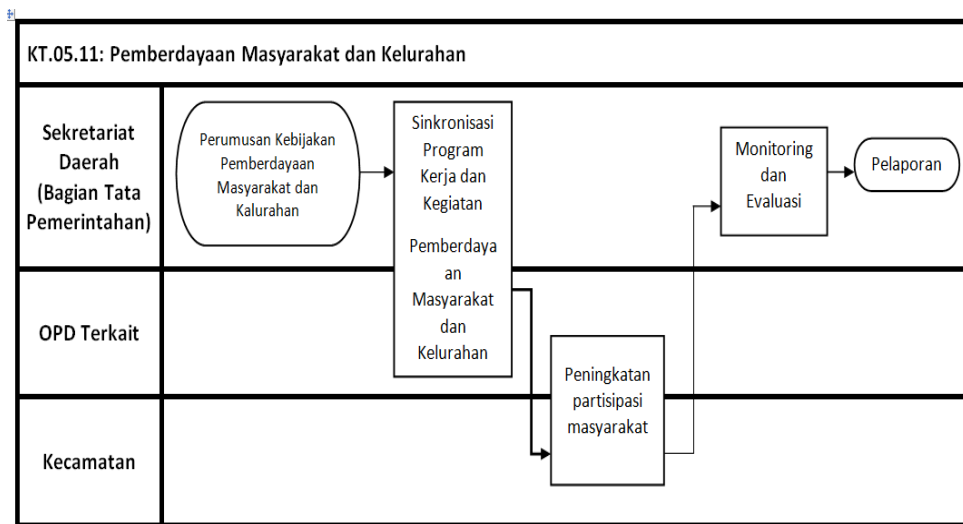 KT.05.11: Pemberdayaan Masyarakat dan Kelurahan
Sekretariat
Daerah
(Bagian Tata
Pemerintahan)
Perumusan Kebijakan
Pemberdayaan
Masyarakat dan
Kalurahan
Sinkronisasi
Program
Kerja dan
Kegiatan
Pemberdaya
an
Masyarakat
dan
Kelurahan
Monitoring
dan
Evaluasi
Pelaporan
OPD Terkait
Peningkatan
partisipasi
masyarakat
Kecamatan